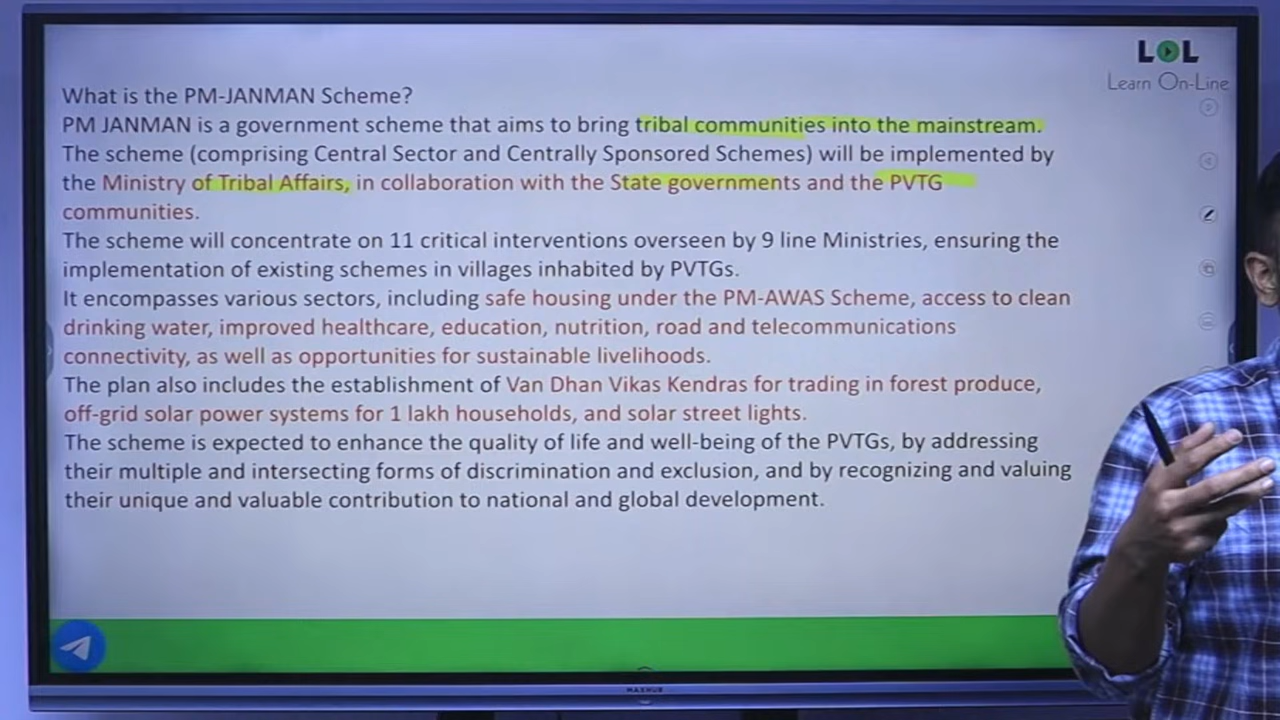 LOL
Learn On-Line
What is the PM-JANMAN Scheme?
PM JANMAN is a government scheme that aims to bring tribal communities into the mainstream.
The scheme (comprising Central Sector and Centrally Sponsored Schemes) will be implemented by
the Ministry of Tribal Affairs, in collaboration with the State governments and the PVTG
communities.
The scheme will concentrate on 11 critical interventions overseen by 9 line Ministries, ensuring the
implementation of existing schemes in villages inhabited by PVTGs.
It encompasses various sectors, including safe housing under the PM-AWAS Scheme, access to clean
drinking water, improved healthcare, education, nutrition, road and telecommunications
connectivity, as well as opportunities for sustainable livelihoods.
The plan also includes the establishment of Van Dhan Vikas Kendras for trading in forest produce,
off-grid solar power systems for 1 lakh households, and solar street lights.
The scheme is expected to enhance the quality of life and well-being of the PVTGs, by addressing
their multiple and intersecting forms of discrimination and exclusion, and by recognizing and valuing
their unique and valuable contribution to national and global development.
MAXHUB